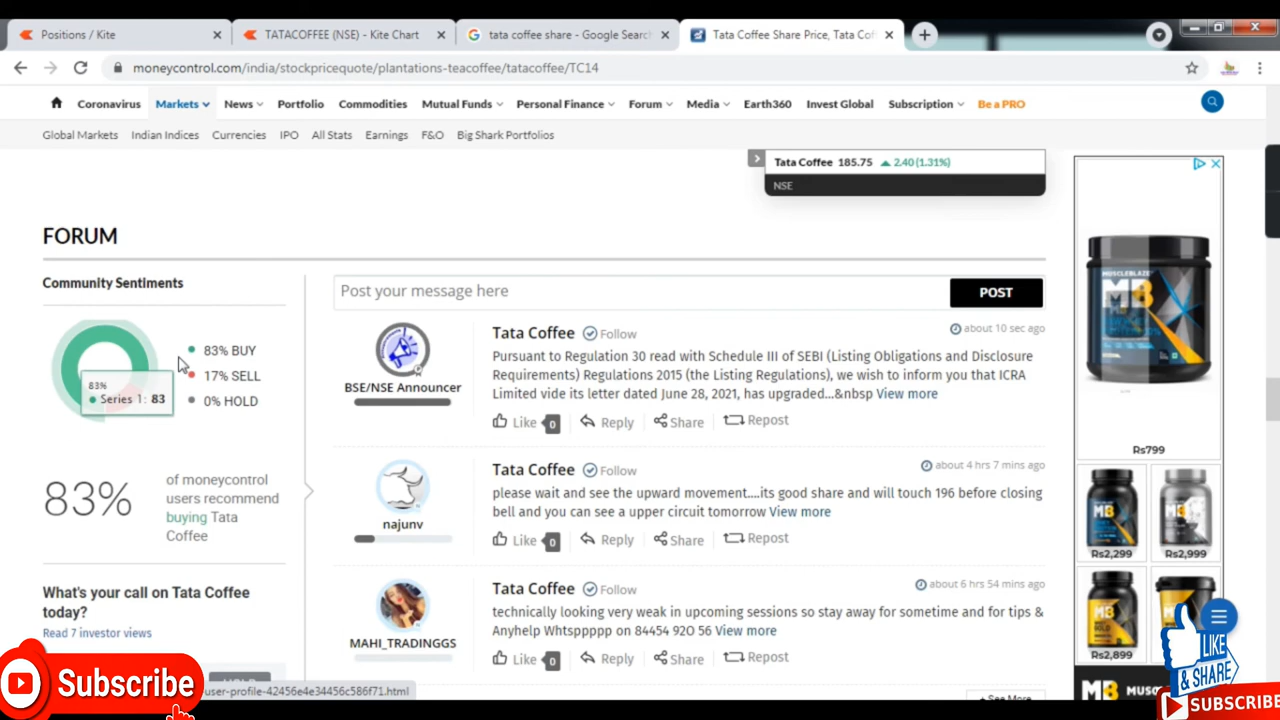 Positions / Kite
TATACOFFEE (NSE) - Kite Chart
tata coffee share - Google Search
Tata Coffee Share Price, Tata Cof
moneycontrol.com/india/stockpricequote/plantations-teacoffee/tatacoffee/TC14
Coronavirus Markets News Portfolio Commodities Mutual Funds Personal Finance Forum Media Earth360 Invest Global Subscription Be a PRO
Global Markets Indian Indices Currencies IPO All Stats Earnings F&O Big Shark Portfolios
Tata Coffee 185.75 2.40 (1.31%)
NSE
FORUM
Community Sentiments
83% BUY
17% SELL
0% HOLD
83%
Series 1: 83
83%
of moneycontrol
users recommend
buying Tata
Coffee
What's your call on Tata Coffee
today?
Read 7 investor views
HOLD
user-profile-42456e4e34456c586f71.html
Post your message here
POST
BSE/NSE Announcer
Tata Coffee Follow
about 10 sec ago
Pursuant to Regulation 30 read with Schedule III of SEBI (Listing Obligations and Disclosure
Requirements) Regulations 2015 (the Listing Regulations), we wish to inform you that ICRA
Limited vide its letter dated June 28, 2021, has upgraded...&nbsp View more
Like 0 Reply Share Repost
najunv
Tata Coffee Follow
about 4 hrs 7 mins ago
please wait and see the upward movement....its good share and will touch 196 before closing
bell and you can see a upper circuit tomorrow View more
Like 0 Reply Share Repost
MAHI_TRADINGGS
Tata Coffee Follow
about 6 hrs 54 mins ago
technically looking very weak in upcoming sessions so stay away for sometime and for tips &
Anyhelp Whtsppppp on 84454 92O 56 View more
Like 0 Reply Share Repost
+ See More
MUSCLEBLAZE
MB
Rs799
MB
MB
Rs2,299
Rs2,999
MB
Rs2,899
MB
Subscribe
LIKE
& SHARE
SUBSCRIBE